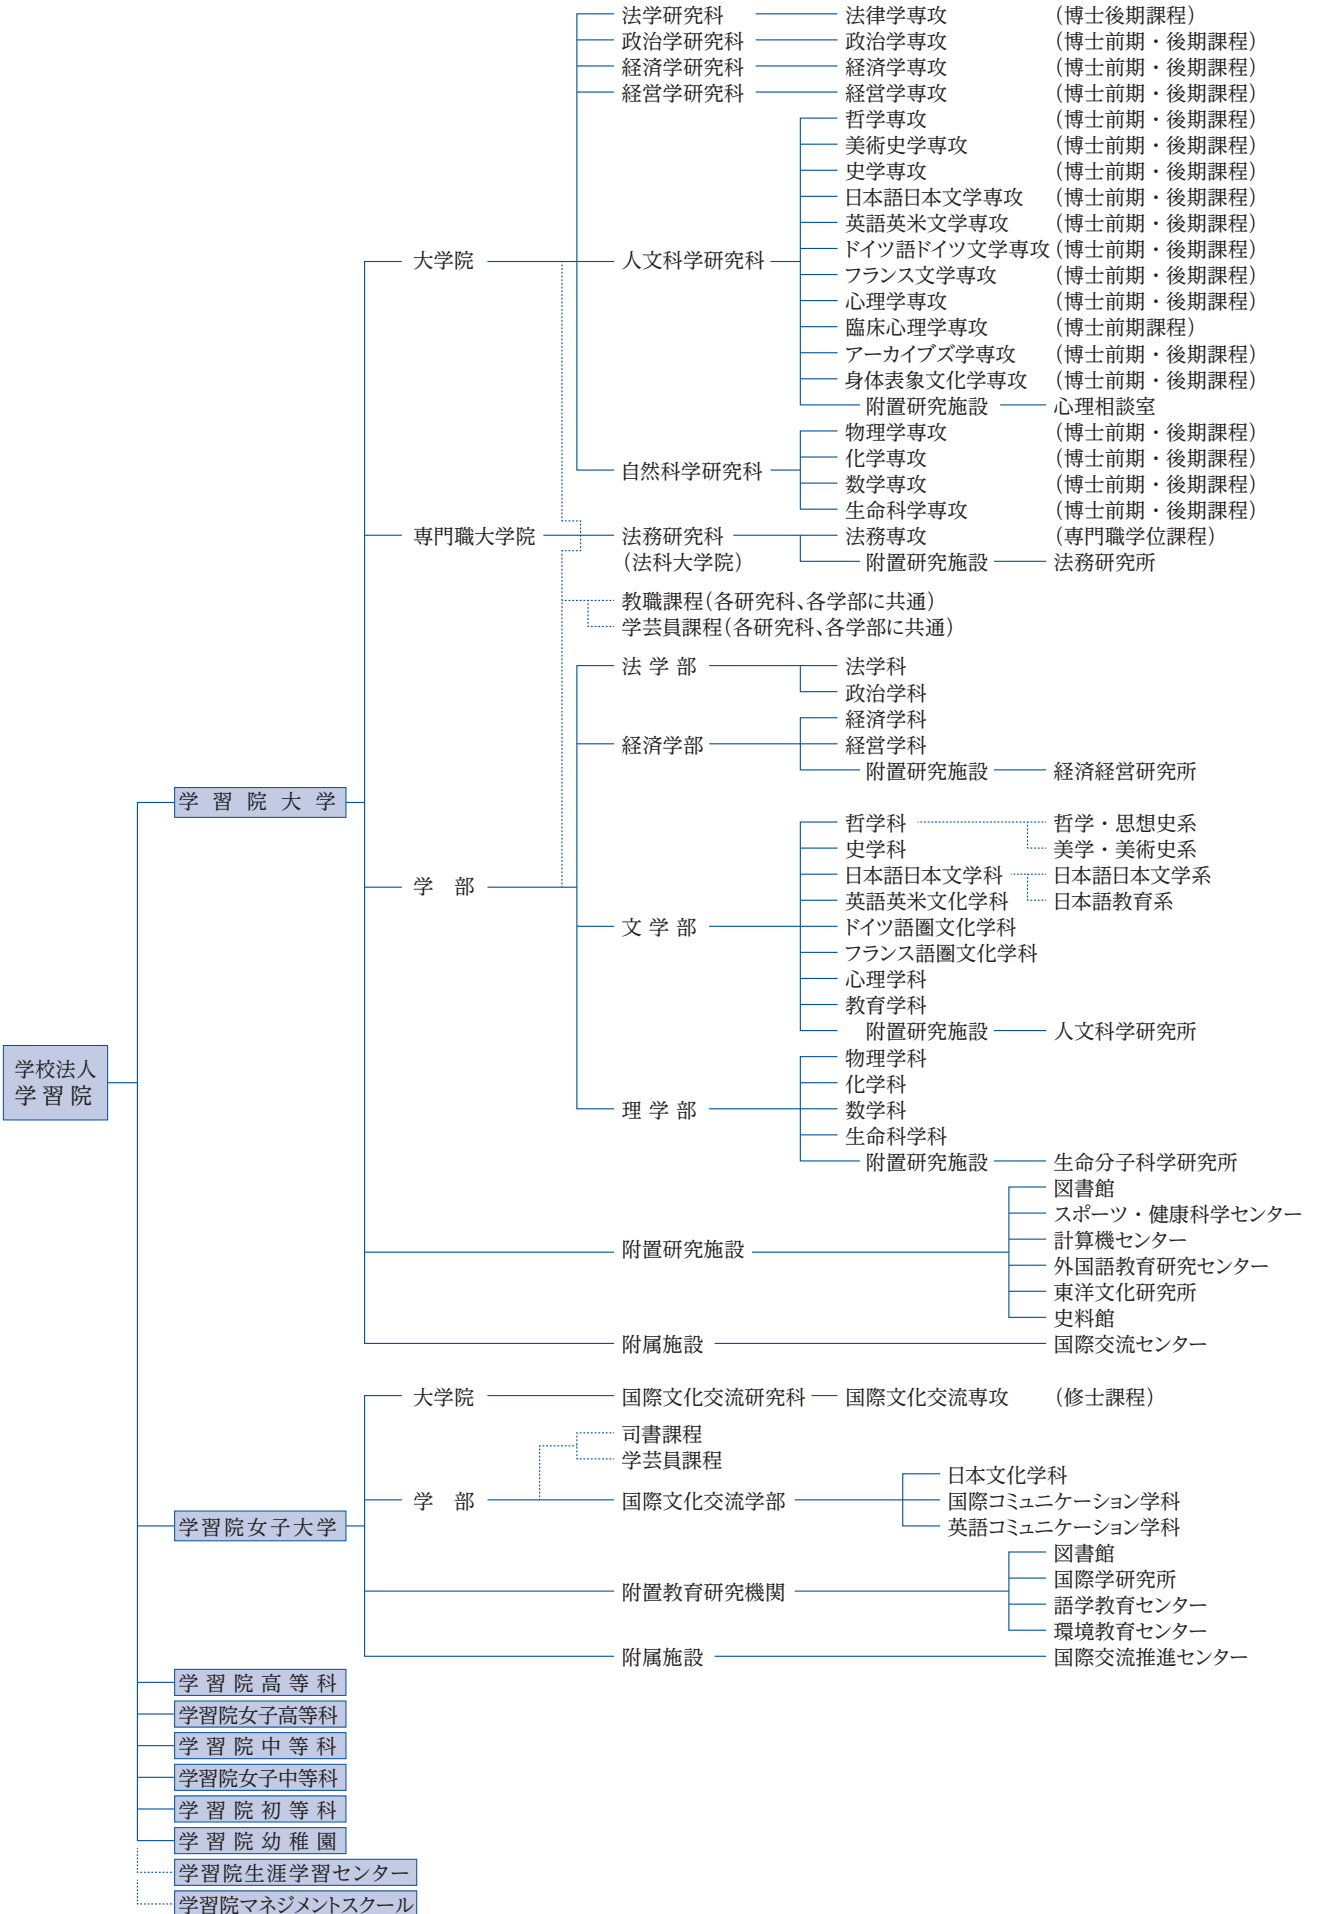 法学研究科 法律学専攻 (博士後期課程)
政治学研究科 政治学専攻 (博士前期・後期課程)
経済学研究科 経済学専攻 (博士前期・後期課程)
経営学研究科 経営学専攻 (博士前期・後期課程)
哲学専攻 (博士前期・後期課程)
美術史学専攻 (博士前期・後期課程)
史学専攻 (博士前期・後期課程)
日本語日本文学専攻 (博士前期・後期課程)
英語英米文学専攻 (博士前期・後期課程)
ドイツ語ドイツ文学専攻 (博士前期・後期課程)
大学院 人文科学研究科
フランス文学専攻 (博士前期・後期課程)
心理学専攻 (博士前期・後期課程)
臨床心理学専攻 (博士前期課程)
アーカイブズ学専攻 (博士前期・後期課程)
身体表象文化学専攻 (博士前期・後期課程)
附置研究施設 心理相談室
物理学専攻 (博士前期・後期課程)
化学専攻 (博士前期・後期課程)
自然科学研究科
数学専攻 (博士前期・後期課程)
生命科学専攻 (博士前期・後期課程)
専門職大学院 法務研究科 法務専攻 (専門職学位課程)
(法科大学院) 附置研究施設 法務研究所
教職課程(各研究科、各学部に共通)
学芸員課程(各研究科、各学部に共通)
法学部 法学科
政治学科
経済学科
経済学部 経営学科
附置研究施設 経済経営研究所
学習院大学
哲学科 哲学・思想史系
史学科 美学・美術史系
日本語日本文学科 日本語日本文学系
学部
英語英米文化学科 日本語教育系
文学部 ドイツ語圏文化学科
フランス語圏文化学科
心理学科
教育学科
附置研究施設 人文科学研究所
物理学科
学校法人
学習院
化学科
理学部 数学科
生命科学科
附置研究施設 生命分子科学研究所
図書館
スポーツ・健康科学センター
計算機センター
附置研究施設
外国語教育研究センター
東洋文化研究所
史料館
附属施設 国際交流センター
大学院 国際文化交流研究科 国際文化交流専攻 (修士課程)
司書課程
学芸員課程
日本文化学科
学部 国際文化交流学部 国際コミュニケーション学科
学習院女子大学 英語コミュニケーション学科
図書館
国際学研究所
附置教育研究機関
語学教育センター
環境教育センター
附属施設 国際交流推進センター
学習院高等科
学習院女子高等科
学習院中等科
学習院女子中等科
学習院初等科
学習院幼稚園
学習院生涯学習センター
学習院マネジメントスクール